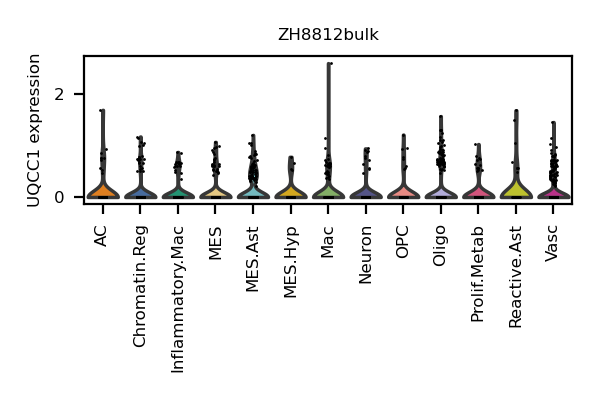 ZH8812bulk
UQCC1 expression
2
0
AC
Chromatin.Reg
Inflammatory.Mac
MES
MES.Ast
MES.Hyp
Mac
Neuron
OPC
Oligo
Prolif.Metab
Reactive.Ast
Vasc